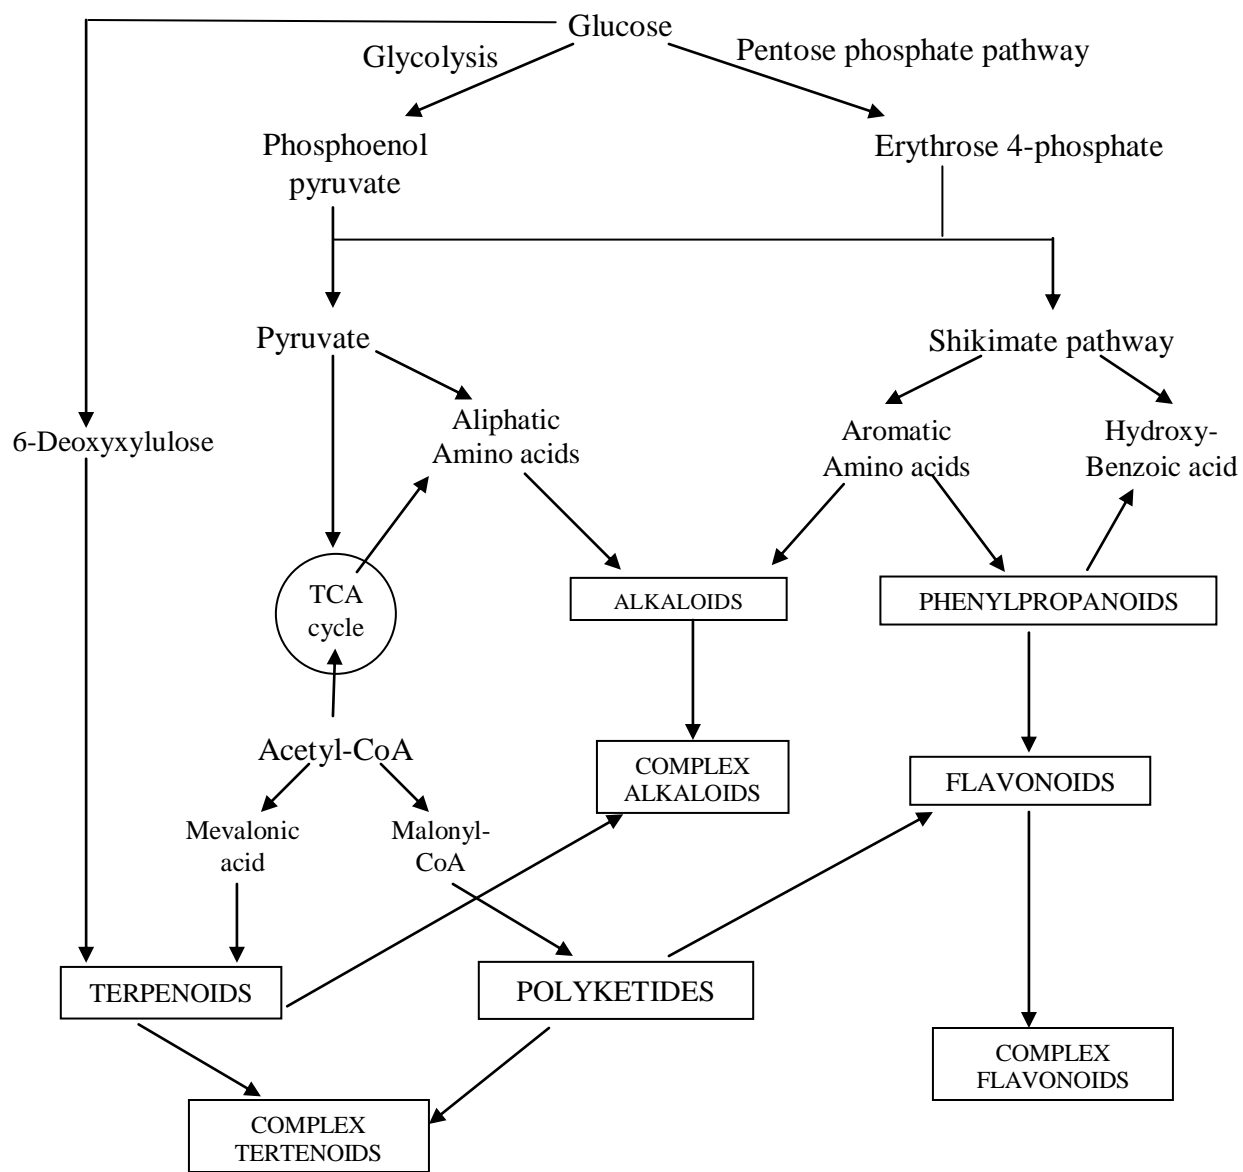 Glucose
Glycolysis
Pentose phosphate pathway
Phosphoenol
pyruvate
Erythrose 4-phosphate
Pyruvate
Shikimate pathway
6-Deoxyxylulose
Aliphatic
Amino acids
Aromatic
Amino acids
Hydroxy-
Benzoic acid
TCA
cycle
ALKALOIDS
PHENYLPROPANOIDS
Acetyl-CoA
COMPLEX
ALKALOIDS
FLAVONOIDS
Mevalonic
acid
Malonyl-
CoA
TERPENOIDS
POLYKETIDES
COMPLEX
FLAVONOIDS
COMPLEX
TERTENOIDS